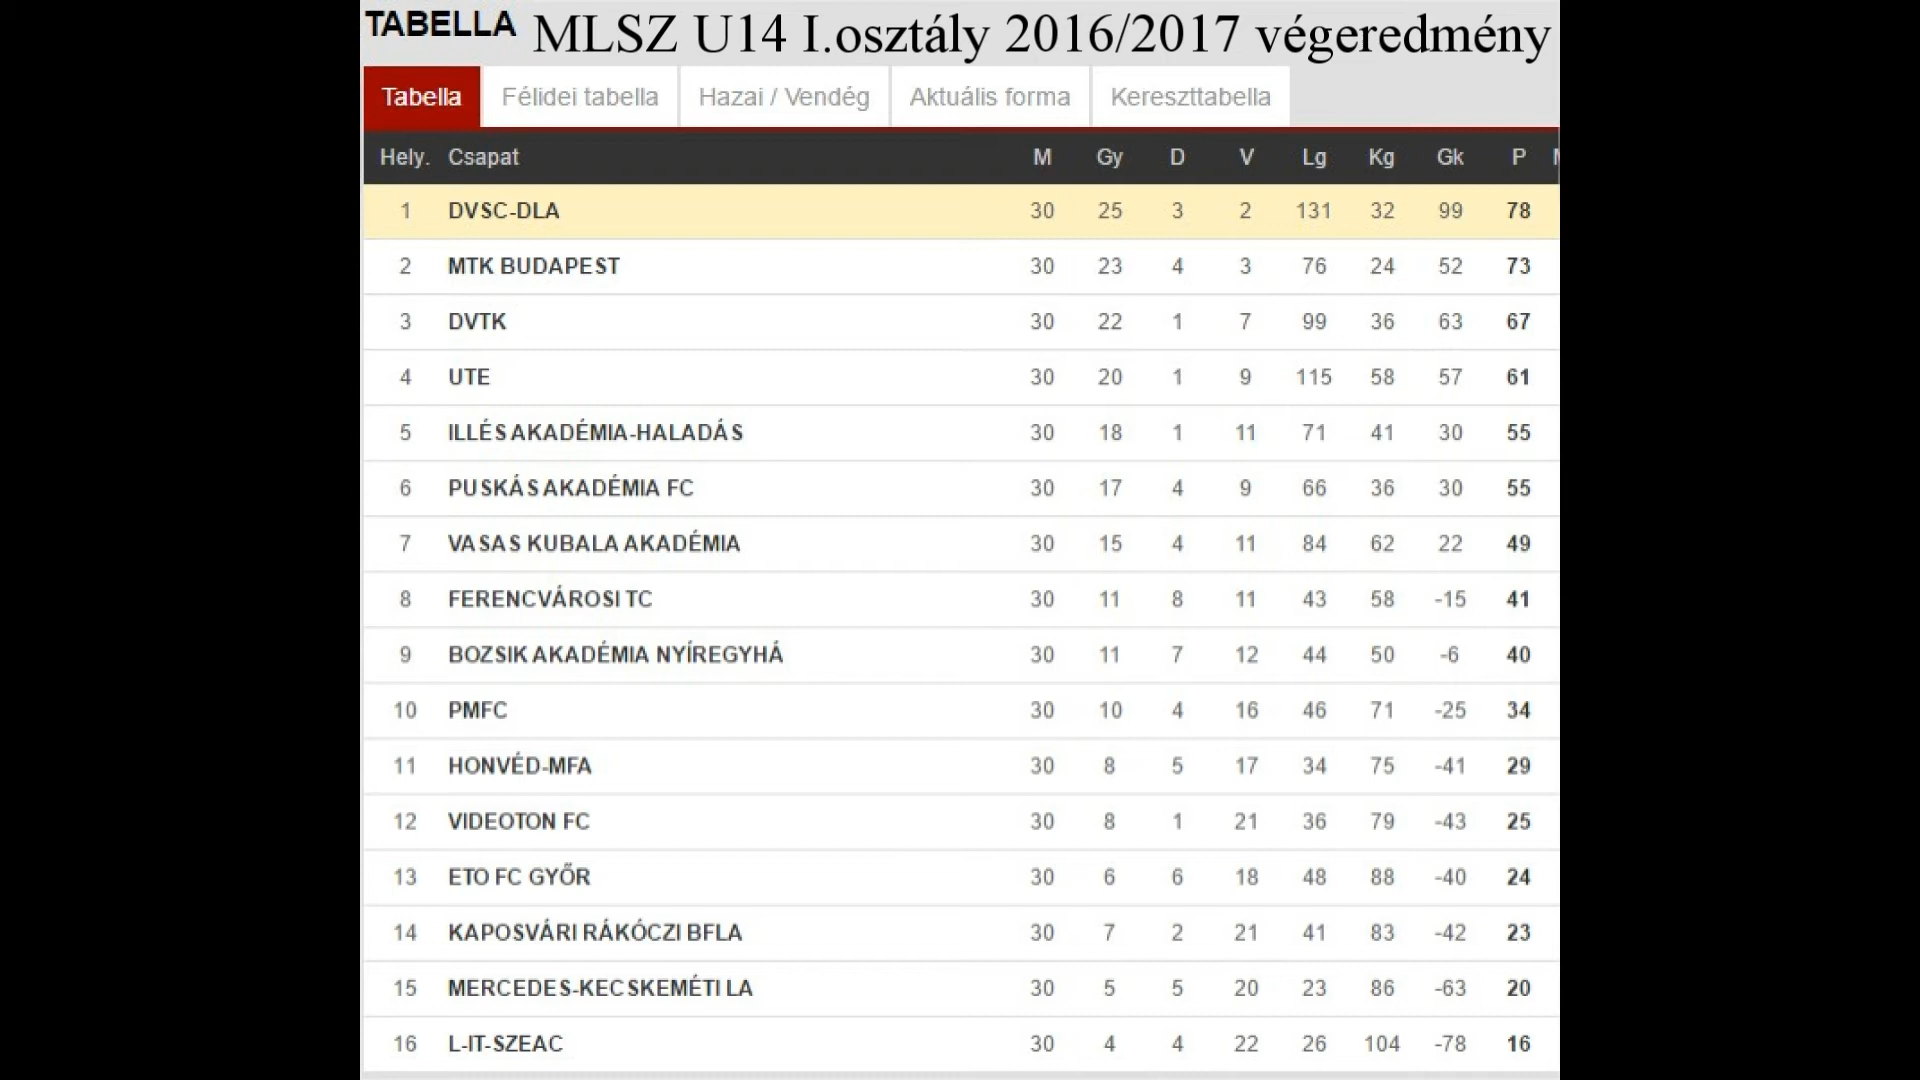 TABELLA MLSZ U14 I.osztály 2016/2017 végeredmény
Tabella Félidei tabella Hazai / Vendég Aktuális forma Kereszttabella
Hely. Csapat M Gy D V Lg Kg Gk P
1 DVSC-DLA 30 25 3 2 131 32 99 78
2 MTK BUDAPEST 30 23 4 3 76 24 52 73
3 DVTK 30 22 1 7 99 36 63 67
4 UTE 30 20 1 9 115 58 57 61
5 ILLÉS AKADÉMIA-HALADÁS 30 18 1 11 71 41 30 55
6 PUSKÁS AKADÉMIA FC 30 17 4 9 66 36 30 55
7 VASAS KUBALA AKADÉMIA 30 15 4 11 84 62 22 49
8 FERENCVÁROSI TC 30 11 8 11 43 58 -15 41
9 BOZSIK AKADÉMIA NYÍREGYHÁ 30 11 7 12 44 50 -6 40
10 PMFC 30 10 4 16 46 71 -25 34
11 HONVÉD-MFA 30 8 5 17 34 75 -41 29
12 VIDEOTON FC 30 8 1 21 36 79 -43 25
13 ETO FC GYŐR 30 6 6 18 48 88 -40 24
14 KAPOSVÁRI RÁKÓCZI BFLA 30 7 2 21 41 83 -42 23
15 MERCEDES-KECSKEMÉTI LA 30 5 5 20 23 86 -63 20
16 L-IT-SZEAC 30 4 4 22 26 104 -78 16